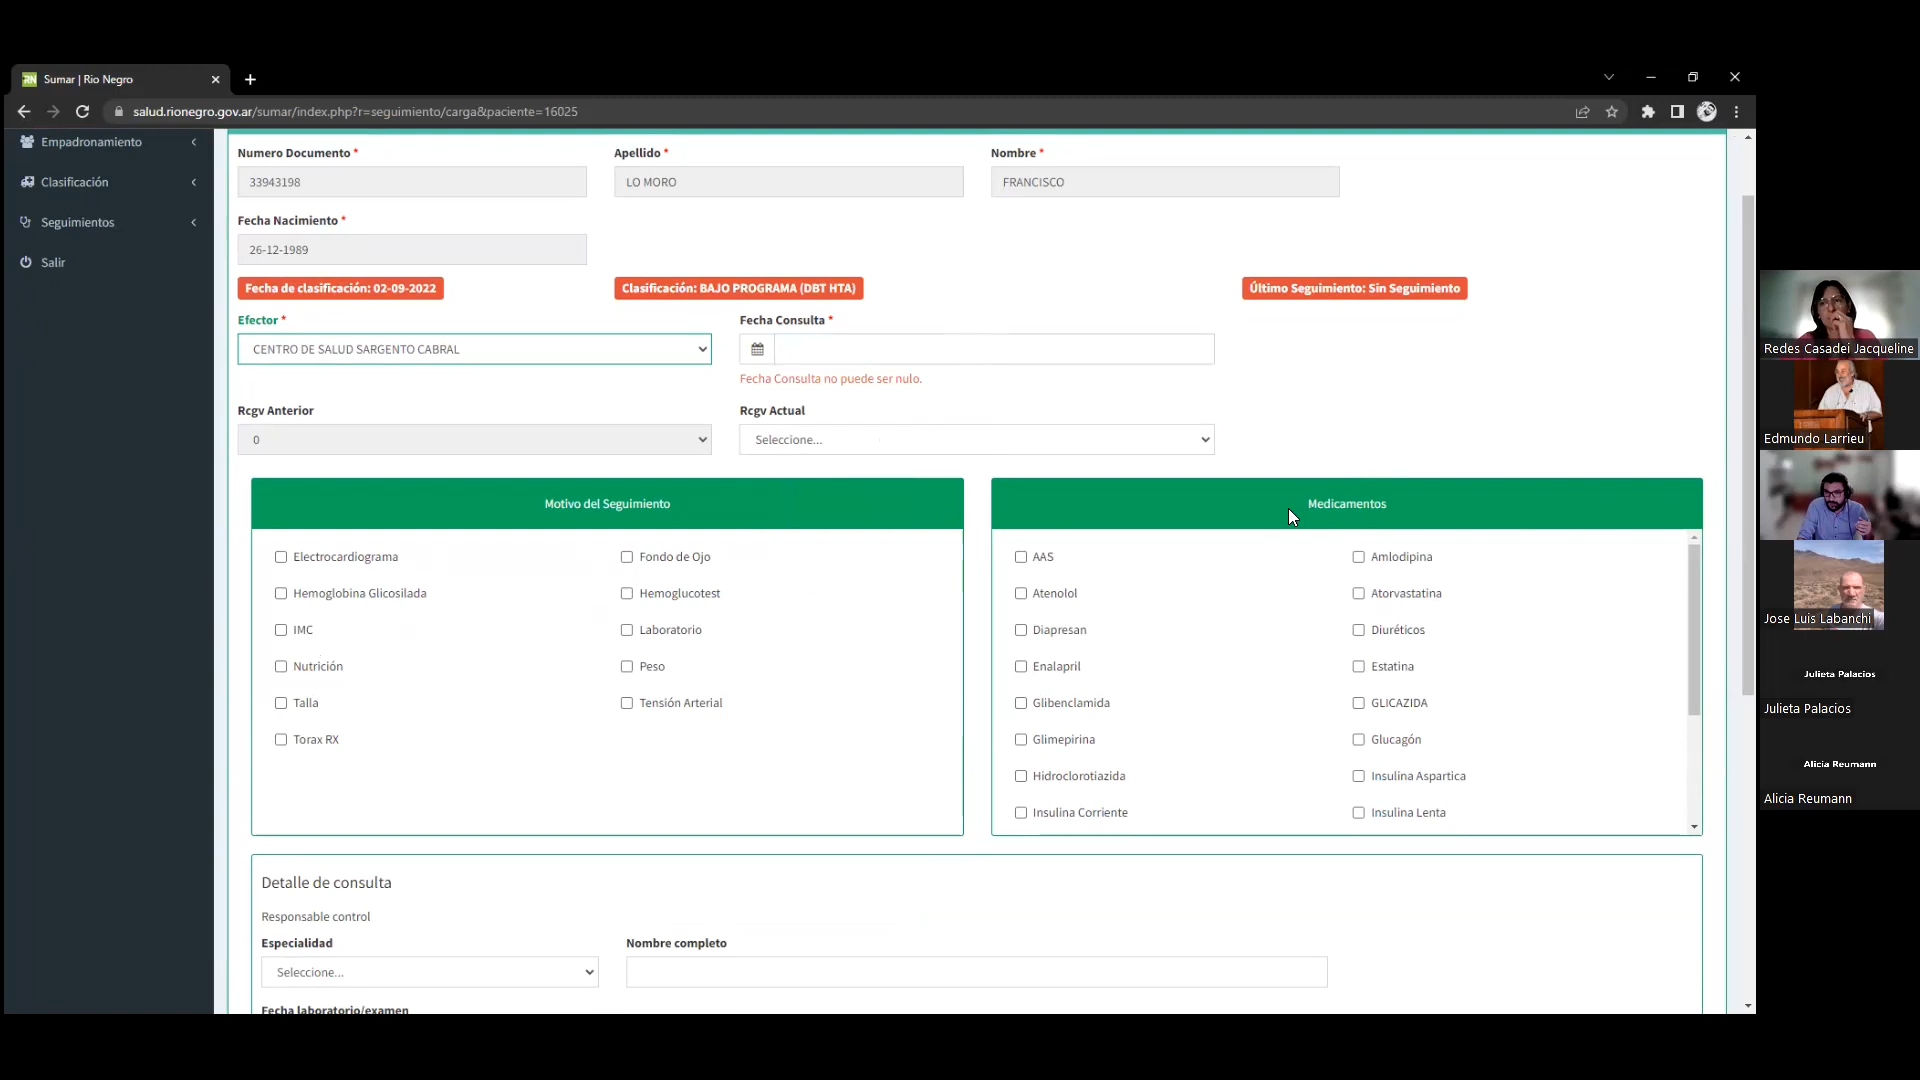 Sumar | Rio Negro
salud.rionegro.gov.ar/sumar/index.php?r=seguimiento/carga&paciente=16025
Empadronamiento
Clasificación
Seguimientos
Salir
Numero Documento *
Apellido *
Nombre *
33943198
LO MORO
FRANCISCO
Fecha Nacimiento *
26-12-1989
Fecha de clasificación: 02-09-2022
Clasificación: BAJO PROGRAMA (DBT HTA)
Último Seguimiento: Sin Seguimiento
Efector *
Fecha Consulta *
CENTRO DE SALUD SARGENTO CABRAL
Fecha Consulta no puede ser nulo.
Rcgv Anterior
Rcgv Actual
0
Seleccione...
Motivo del Seguimiento
Electrocardiograma
Fondo de Ojo
Hemoglobina Glicosilada
Hemoglucotest
IMC
Laboratorio
Nutrición
Peso
Talla
Tensión Arterial
Torax RX
Medicamentos
AAS
Amlodipina
Atenolol
Atorvastatina
Diapresan
Diuréticos
Enalapril
Estatina
Glibenclamida
GLICAZIDA
Glimepirina
Glucagón
Hidroclorotiazida
Insulina Aspartica
Insulina Corriente
Insulina Lenta
Detalle de consulta
Responsable control
Especialidad
Nombre completo
Seleccione...
Fecha laboratorio/examen
Redes Casadei Jacqueline
Edmundo Larrieu
Jose Luis Labanchi
Julieta Palacios
Julieta Palacios
Alicia Reumann
Alicia Reumann